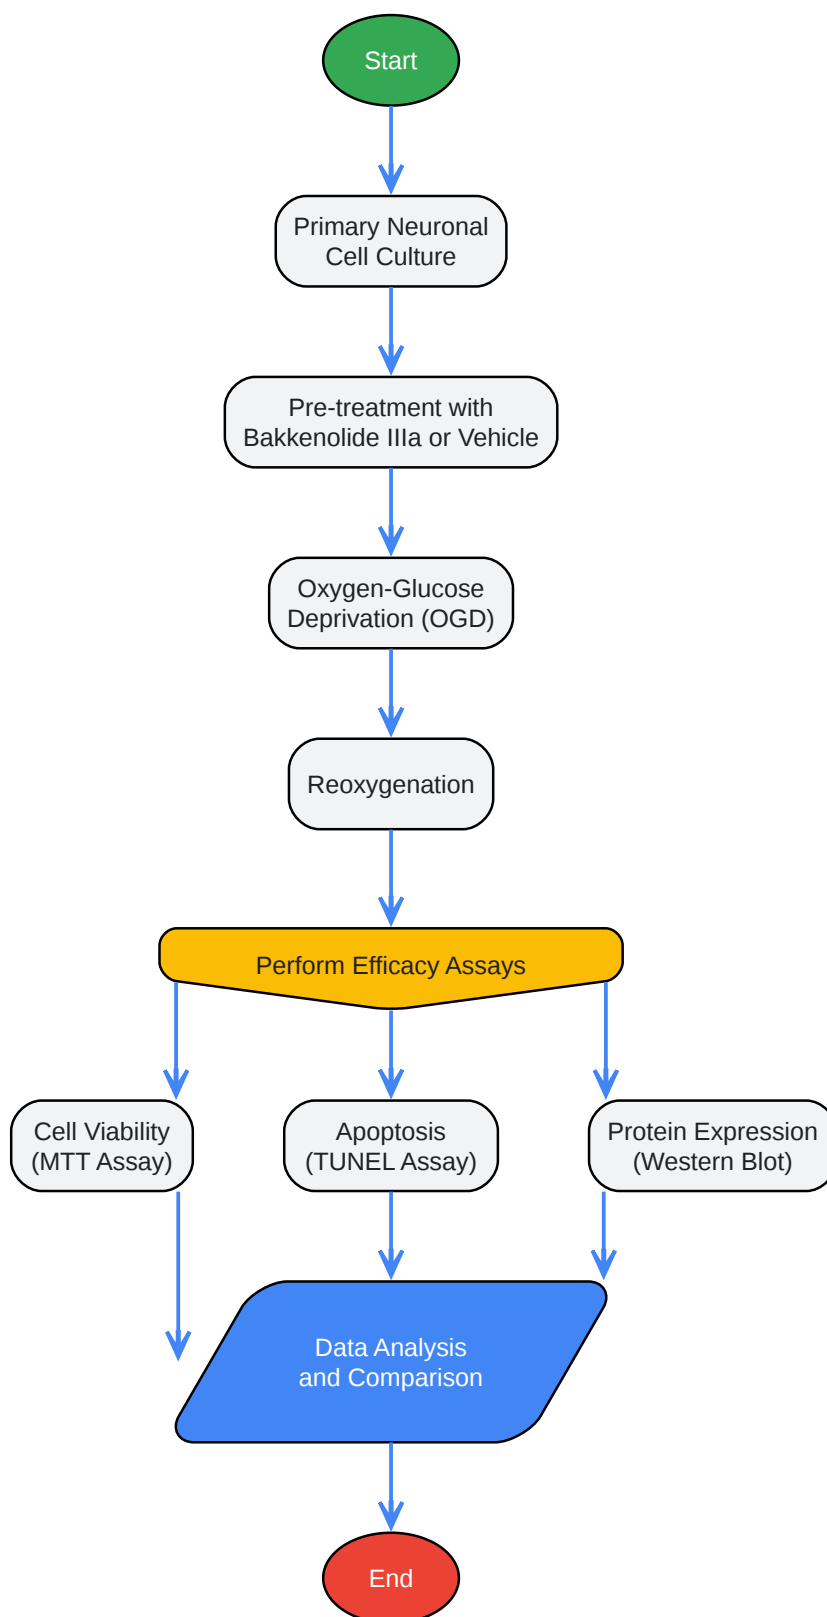 Start
Primary Neuronal
Cell Culture
Pre-treatment with
Bakkenolide IIIa or Vehicle
Oxygen-Glucose
Deprivation (OGD)
Reoxygenation
Perform Efficacy Assays
Cell Viability
(MTT Assay)
Apoptosis
(TUNEL Assay)
Protein Expression
(Western Blot)
Data Analysis
and Comparison
End